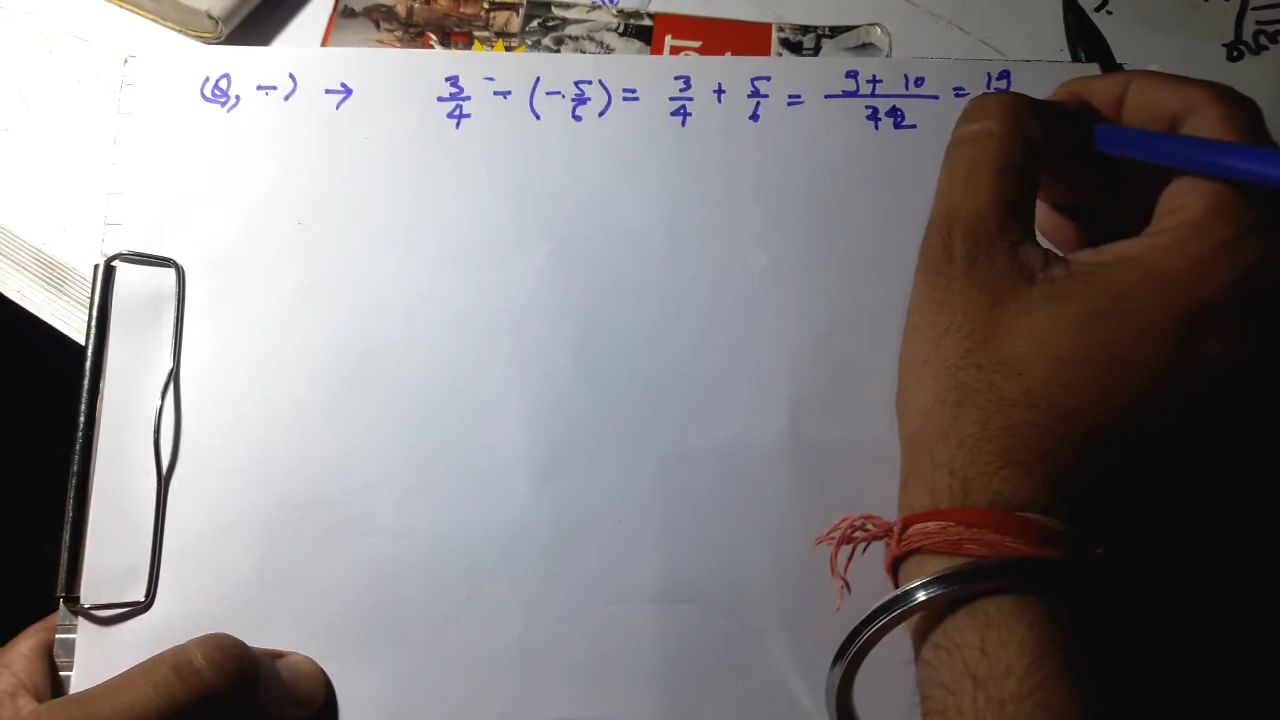 (Q, -) → 3/4 - (-5/6) = 3/4 + 5/6 = 9+10/12 = 19